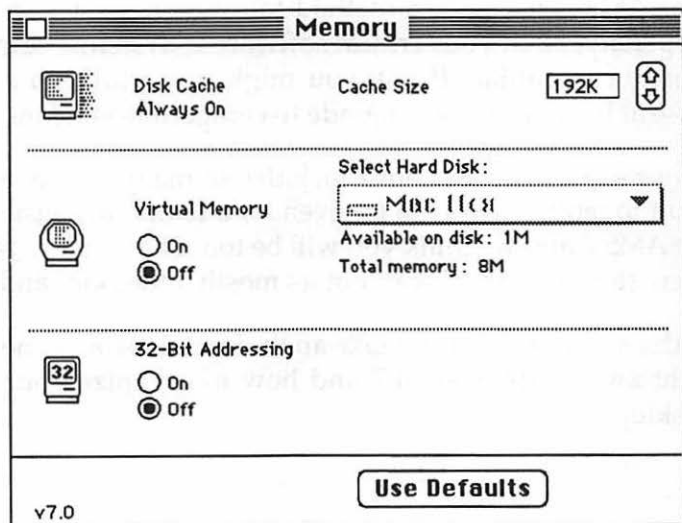 Memory
Disk Cache
Always On
Cache Size
192K
Select Hard Disk:
Mac IIcx
Virtual Memory
On
Off
Available on disk: 1M
Total memory: 8M
32-Bit Addressing
32
On
Off
Use Defaults
v7.0